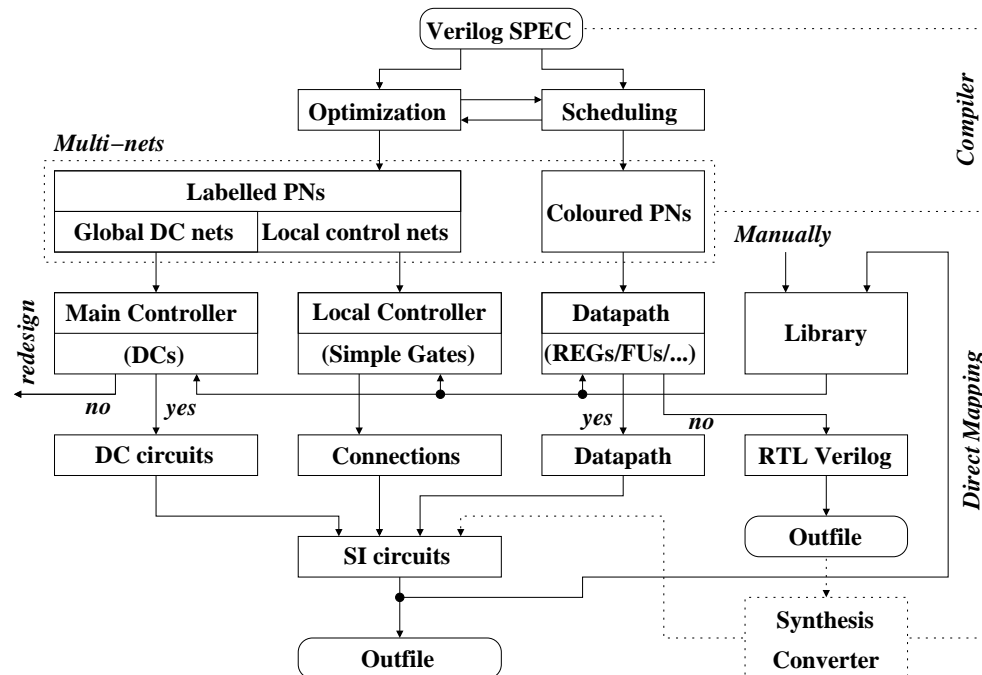 Verilog SPEC
Optimization
Scheduling
Compiler
Multi−nets
Labelled PNs
Global DC nets
Local control nets
Coloured PNs
Manually
Main Controller
(DCs)
Local Controller
(Simple Gates)
Datapath
(REGs/FUs/...)
Library
redesign
no
yes
yes
no
Direct Mapping
DC circuits
Connections
Datapath
RTL Verilog
Outfile
SI circuits
Synthesis
Converter
Outfile